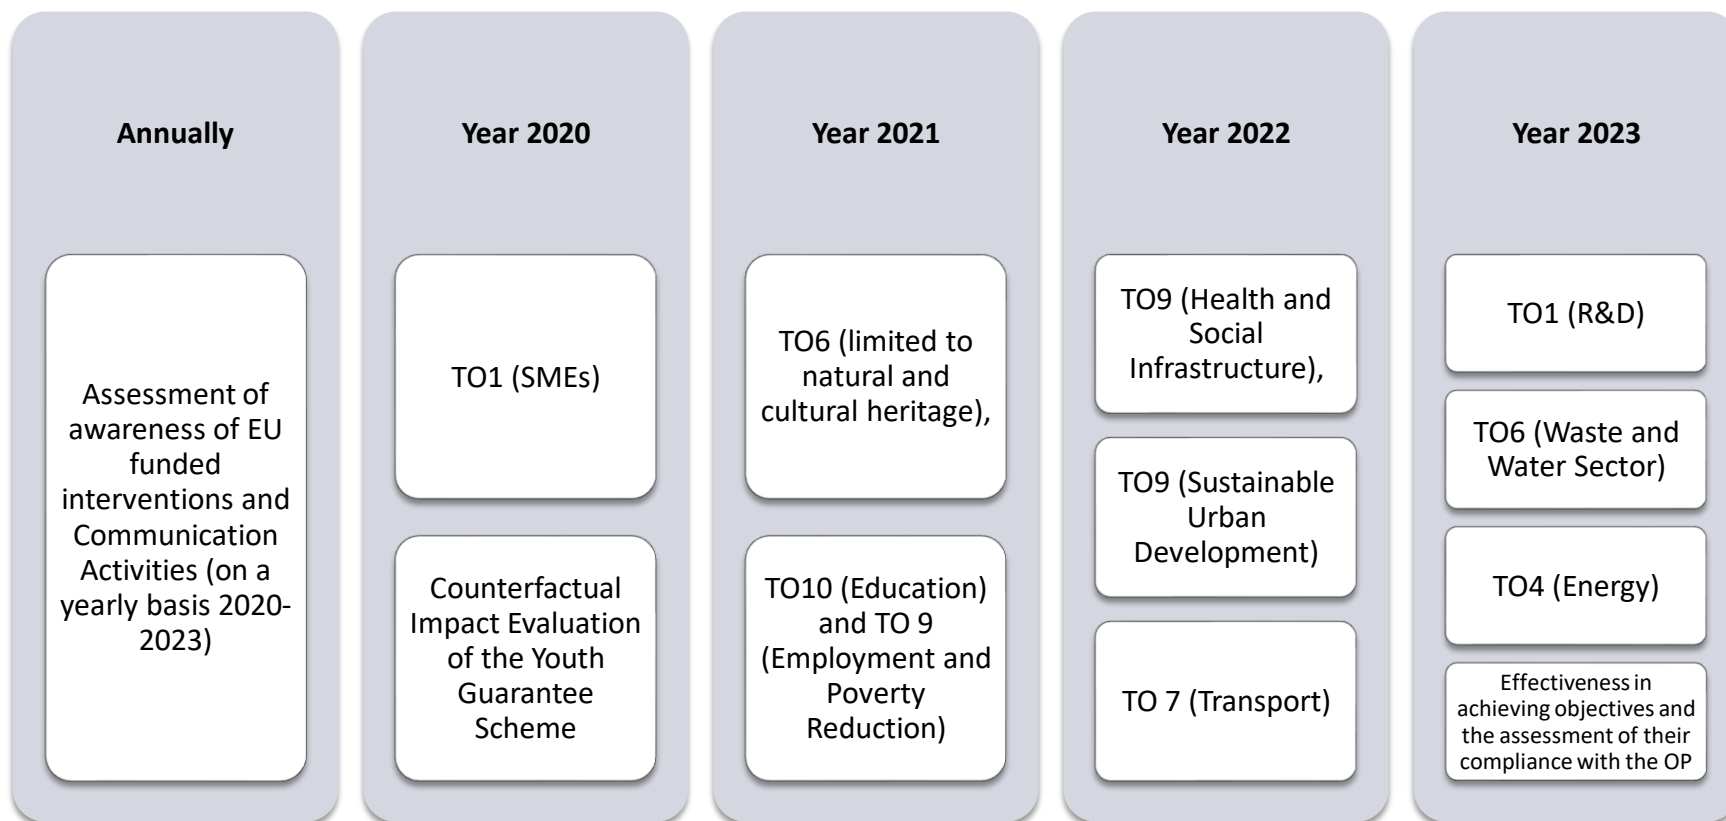 Annually
Assessment of
awareness of EU
funded
interventions and
Communication
Activities (on a
yearly basis 2020-
2023)
Year 2020
TO1 (SMEs)
Counterfactual
Impact Evaluation
of the Youth
Guarantee
Scheme
Year 2021
TO6 (limited to
natural and
cultural heritage),
TO10 (Education)
and TO 9
(Employment and
Poverty
Reduction)
Year 2022
TO9 (Health and
Social
Infrastructure),
TO9 (Sustainable
Urban
Development)
TO 7 (Transport)
Year 2023
TO1 (R&D)
TO6 (Waste and
Water Sector)
TO4 (Energy)
Effectiveness in
achieving objectives and
the assessment of their
compliance with the OP